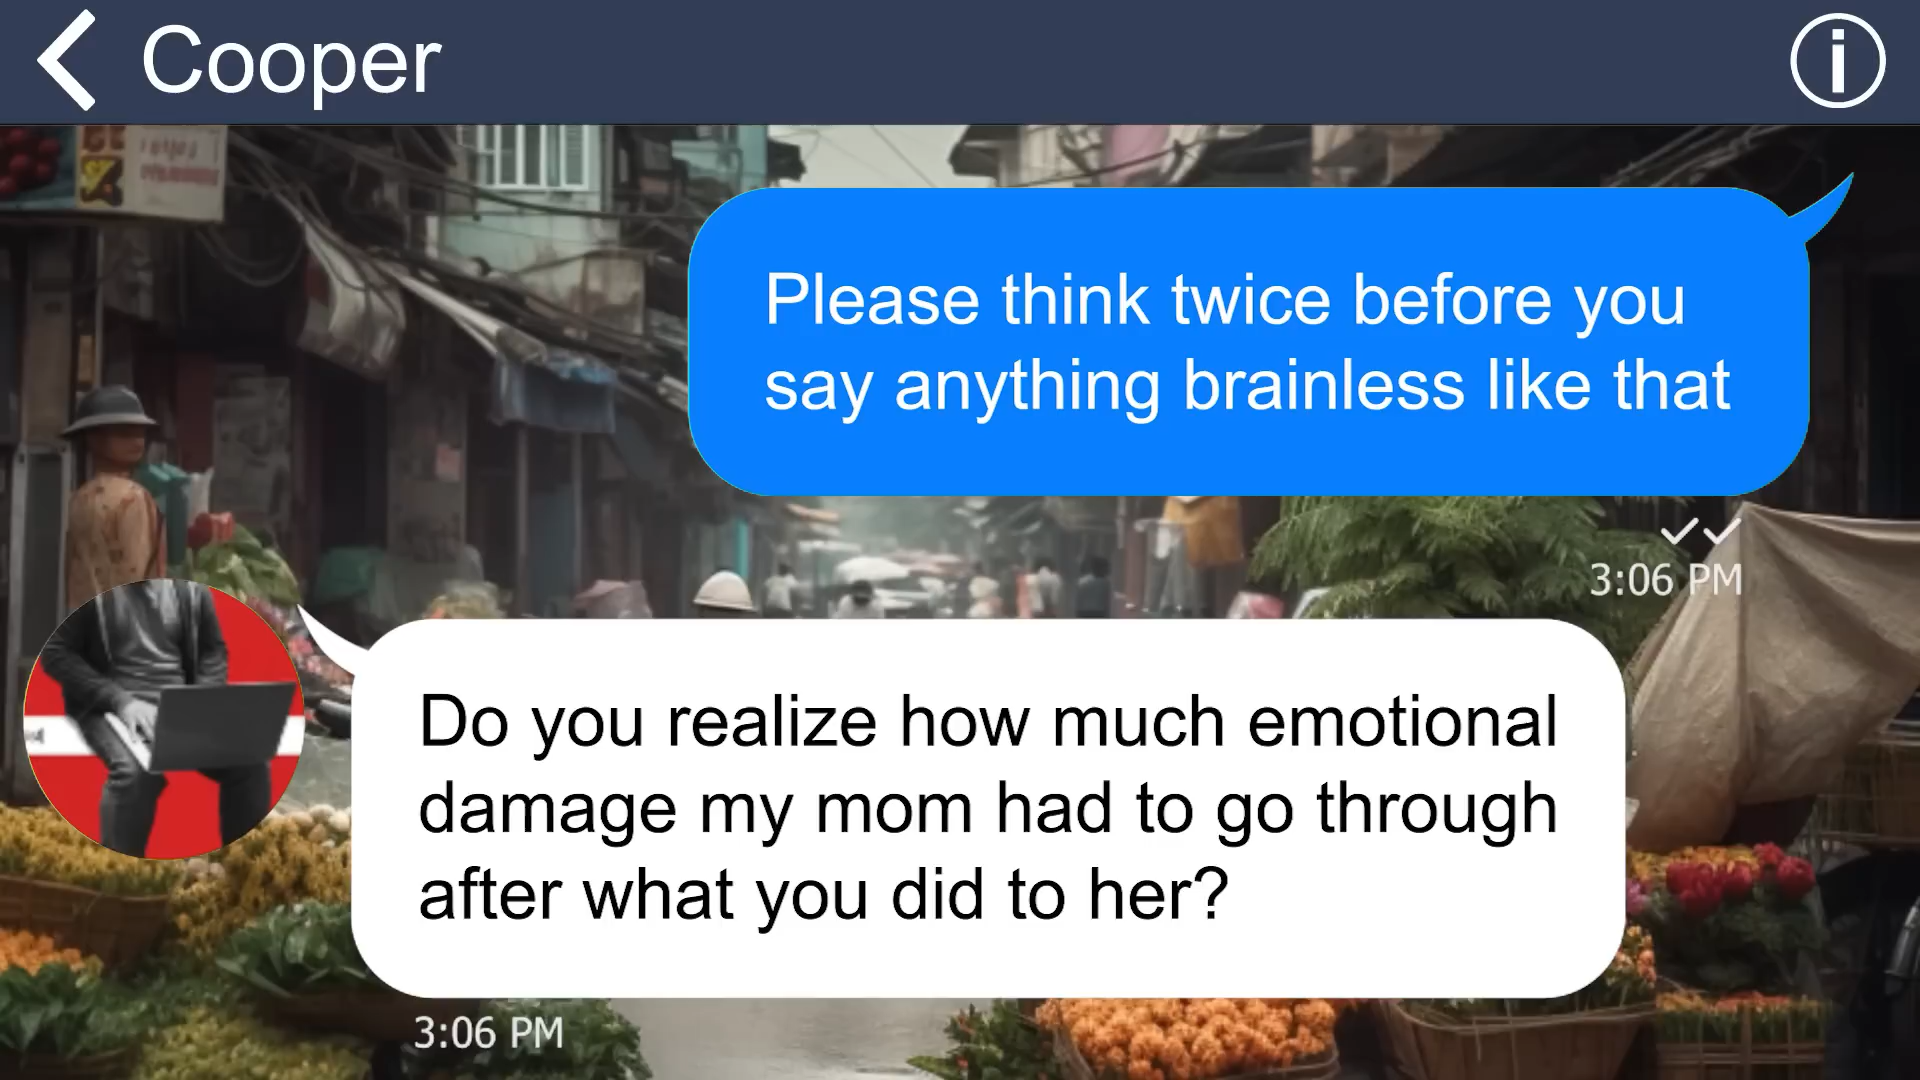 Cooper
Please think twice before you
say anything brainless like that
3:06 PM
Do you realize how much emotional
damage my mom had to go through
after what you did to her?
3:06 PM